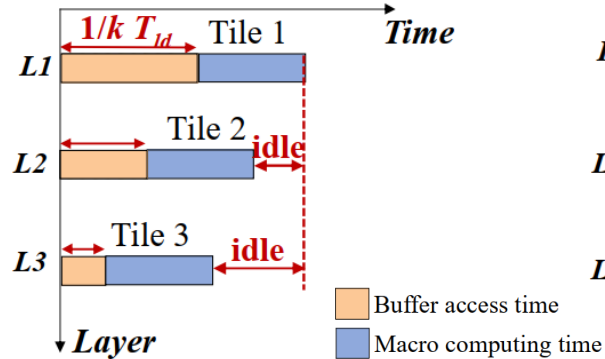 1/k T_ld Tile 1 Time
L1
Tile 2
L2 idle L
Tile 3
L3 idle L
Buffer access time
Layer Macro computing time